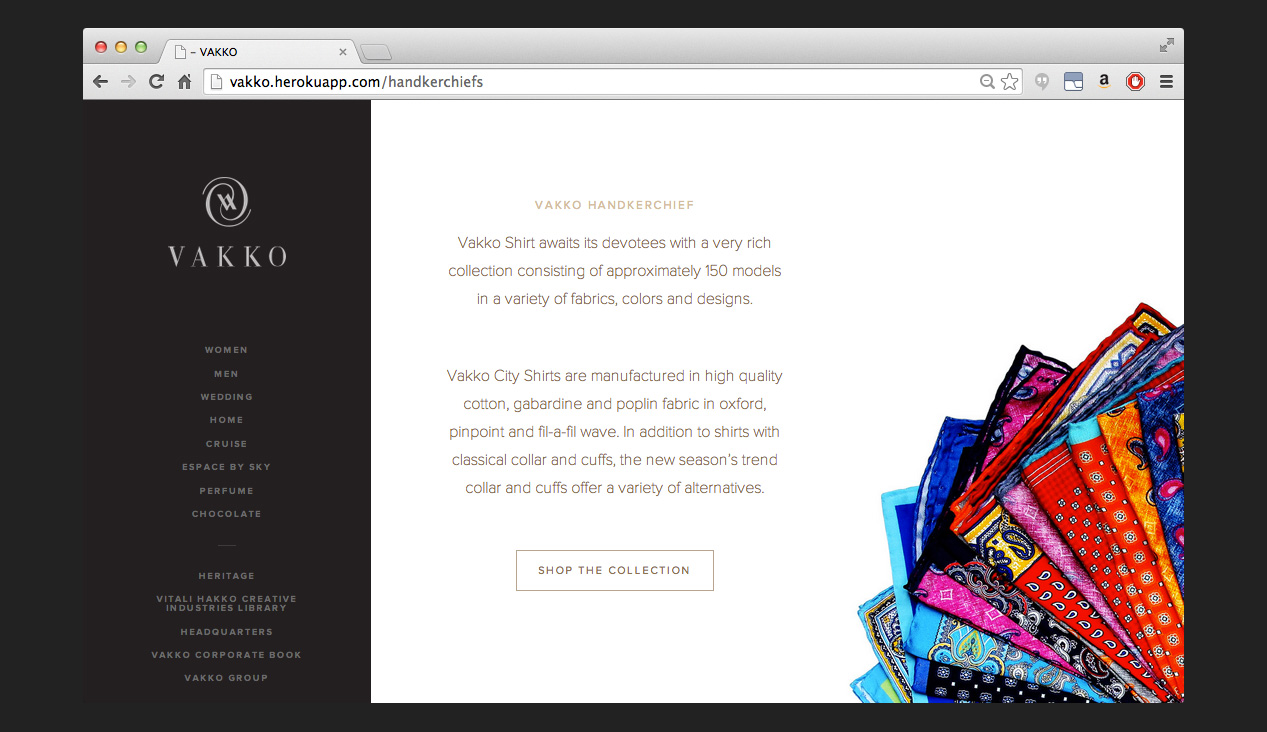 – VAKKO
vakko.herokuapp.com/handkerchiefs
a
VAKKO
WOMEN
MEN
WEDDING
HOME
CRUISE
ESPACE BY SKY
PERFUME
CHOCOLATE
HERITAGE
VITALI HAKKO CREATIVE
INDUSTRIES LIBRARY
HEADQUARTERS
VAKKO CORPORATE BOOK
VAKKO GROUP
VAKKO HANDKERCHIEF
Vakko Shirt awaits its devotees with a very rich
collection consisting of approximately 150 models
in a variety of fabrics, colors and designs.
Vakko City Shirts are manufactured in high quality
cotton, gabardine and poplin fabric in oxford,
pinpoint and fil-a-fil wave. In addition to shirts with
classical collar and cuffs, the new season’s trend
collar and cuffs offer a variety of alternatives.
SHOP THE COLLECTION